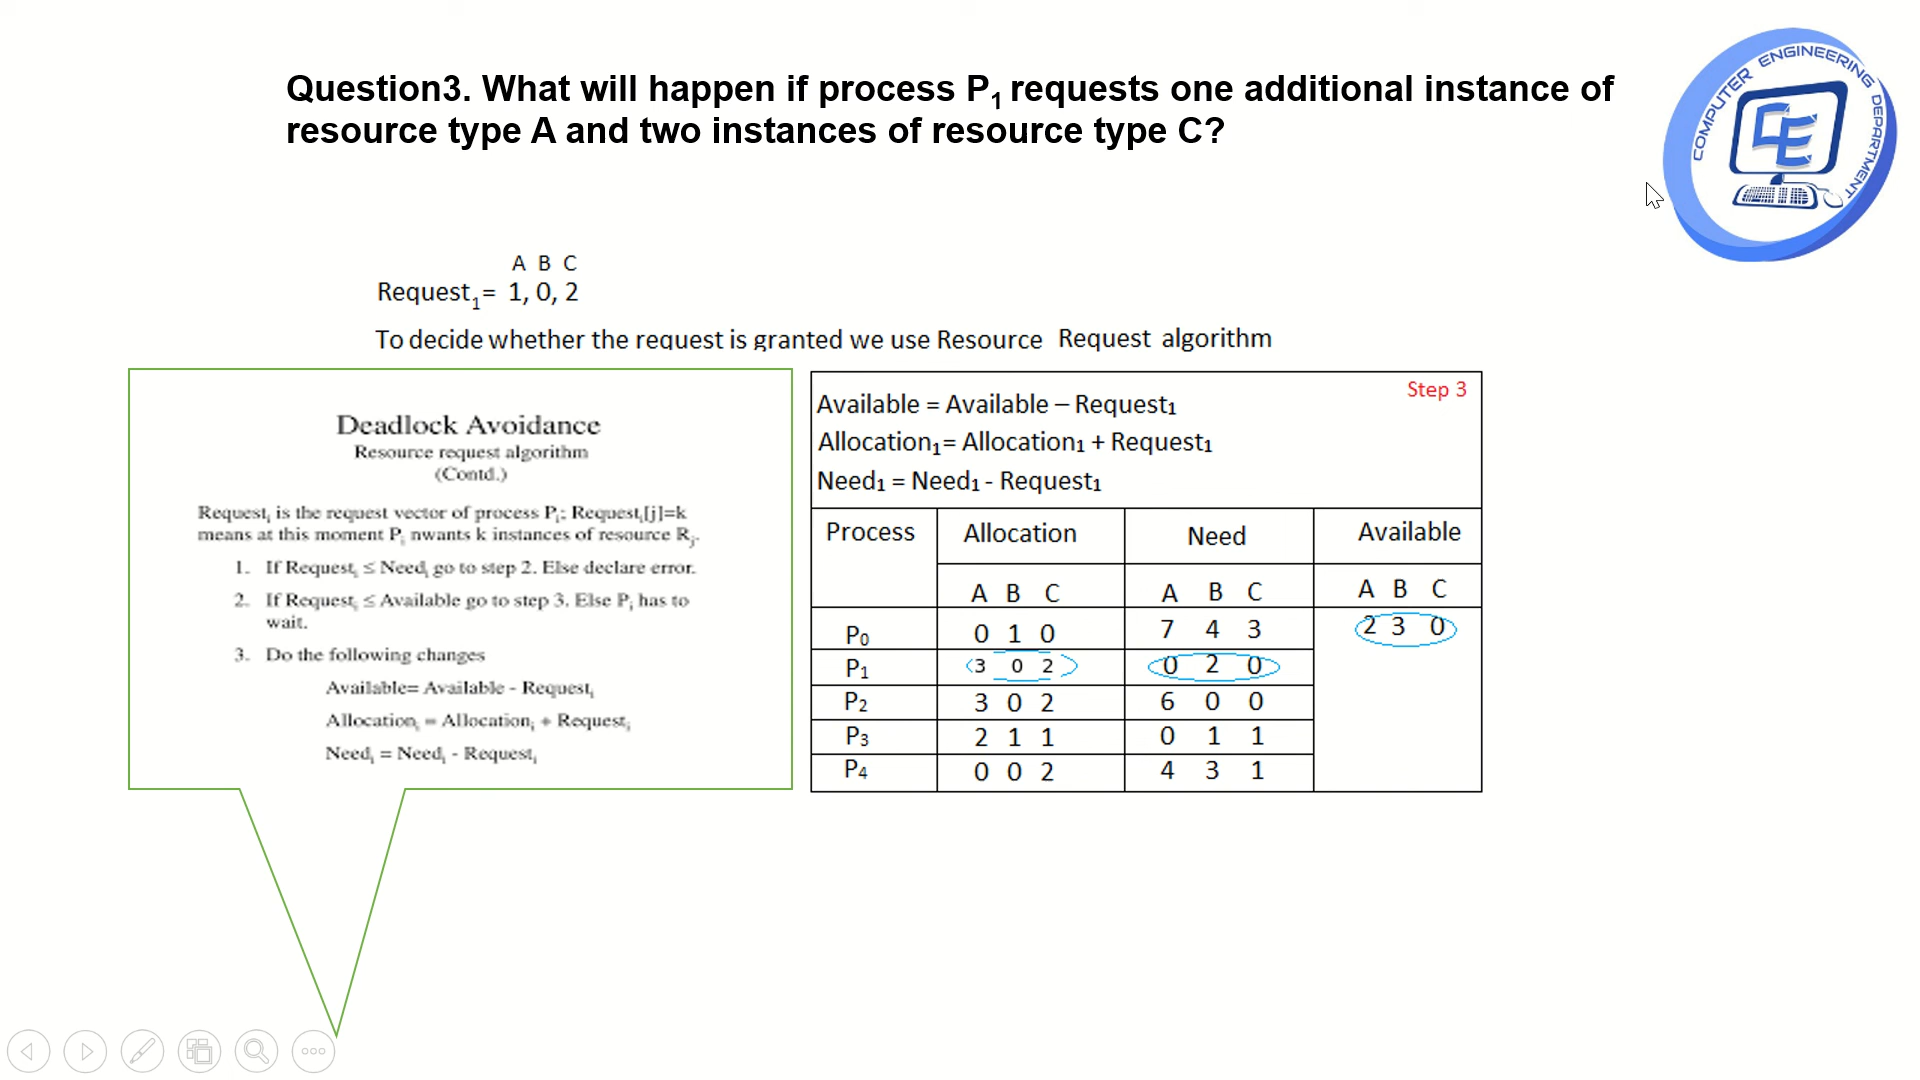 Question3. What will happen if process P1 requests one additional instance of
resource type A and two instances of resource type C?
COMPUTER ENGINEERING DEPARTMENT
CE
A B C
Request1= 1, 0, 2
To decide whether the request is granted we use Resource Request algorithm
Deadlock Avoidance
Resource request algorithm
(Contd.)
Requesti is the request vector of process Pi; Requesti[j]=k
means at this moment Pi nwants k instances of resource Rj.
1. If Requesti ≤ Needi go to step 2. Else declare error.
2. If Requesti ≤ Available go to step 3. Else Pi has to
wait.
3. Do the following changes
Available= Available - Requesti
Allocationi = Allocationi + Requesti
Needi = Needi - Requesti
Step 3
Available = Available – Request1
Allocation1= Allocation1 + Request1
Need1 = Need1 - Request1
Process Allocation Need Available
A B C A B C A B C
P0 0 1 0 7 4 3 2 3 0
P1 3 0 2 0 2 0
P2 3 0 2 6 0 0
P3 2 1 1 0 1 1
P4 0 0 2 4 3 1